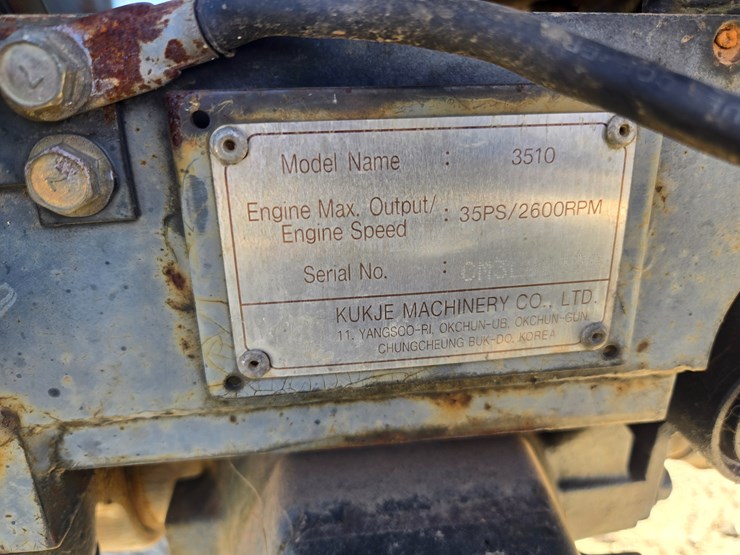 Model Name : 3510
Engine Max. Output/
Engine Speed : 35PS/2600RPM
Serial No. :
KUKJE MACHINERY CO., LTD.
11, YANGSOO-RI, OKCHUN-UB, OKCHUN-GUN,
CHUNGCHEUNG BUK-DO, KOREA